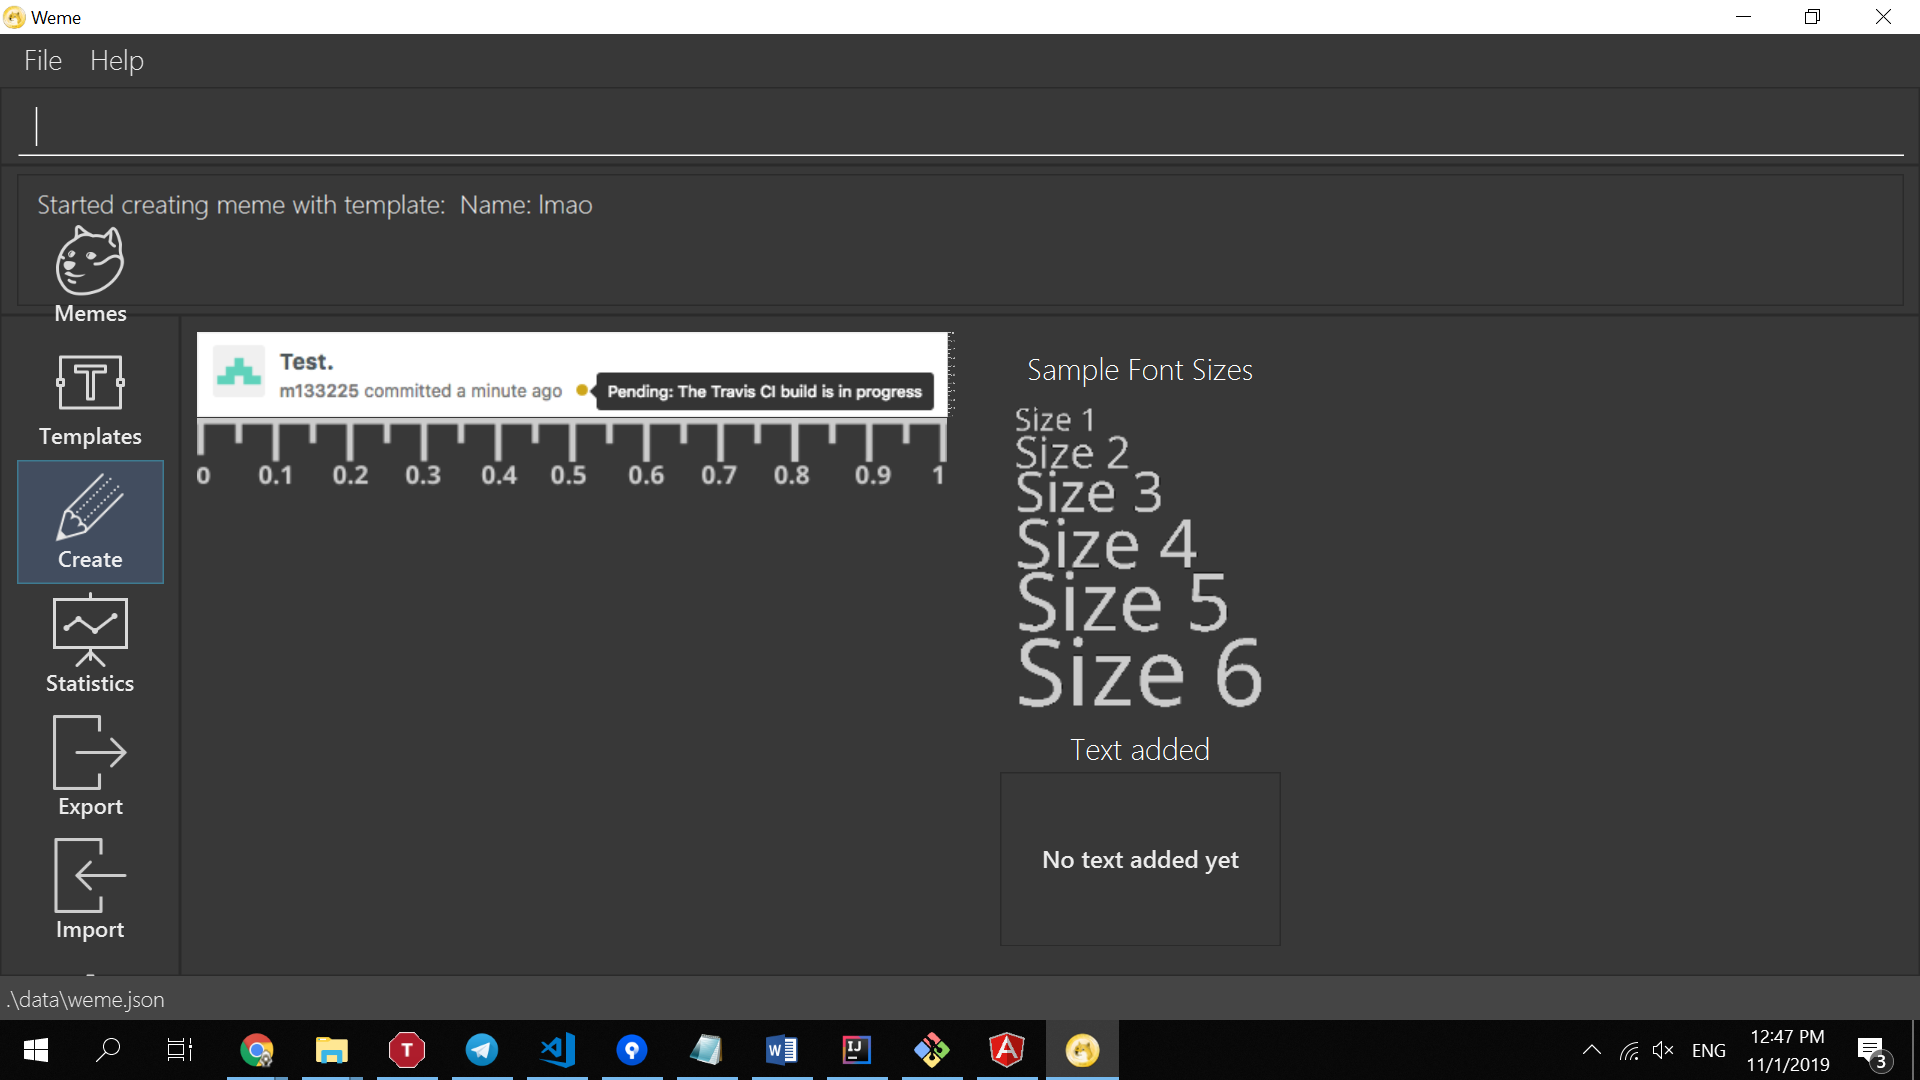 Weme
File Help
Started creating meme with template:  Name: lmao
Memes
Templates
Create
Statistics
Export
Import
Test.
m133225 committed a minute ago
Pending: The Travis CI build is in progress
0 0.1 0.2 0.3 0.4 0.5 0.6 0.7 0.8 0.9 1
Sample Font Sizes
Size 1
Size 2
Size 3
Size 4
Size 5
Size 6
Text added
No text added yet
.\data\weme.json
T
W
IJ
A
ENG
12:47 PM
11/1/2019
3